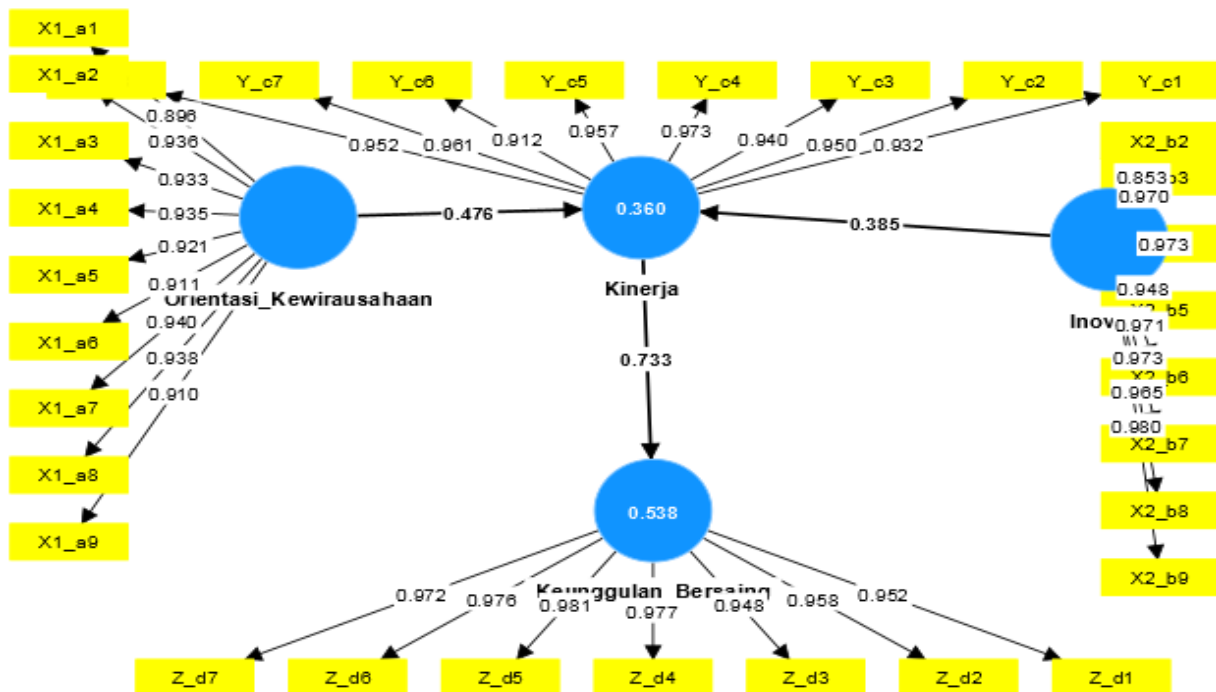 X1_a1
X1_a2
Y_c7
Y_c6
Y_c5
Y_c4
Y_c3
Y_c2
Y_c1
0.896
0.936
0.933
0.935
0.921
0.911
0.940
0.938
0.910
X1_a3
X1_a4
X1_a5
X1_a6
X1_a7
X1_a8
X1_a9
0.952
0.961
0.912
0.957
0.973
0.940
0.950
0.932
X2_b2
b3
0.853
0.970
0.973
0.948
X2_b5
0.971
0.973
X2_b6
0.965
0.980
X2_b7
X2_b8
X2_b9
0.476
0.360
0.385
Orientasi_Kewirausahaan
Kinerja
Inov
0.733
0.538
Keunggulan_Bersaing
0.972
0.976
0.981
0.977
0.948
0.958
0.952
Z_d7
Z_d6
Z_d5
Z_d4
Z_d3
Z_d2
Z_d1